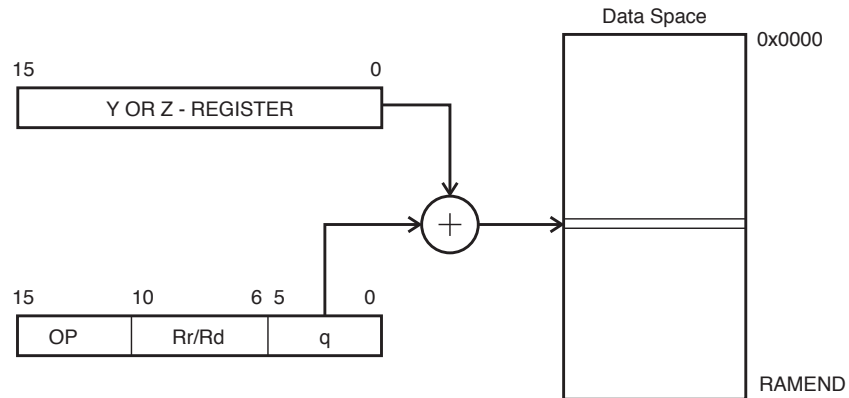 Data Space
0x0000
15 0
Y OR Z - REGISTER
15 10 6 5 0
OP Rr/Rd q
RAMEND